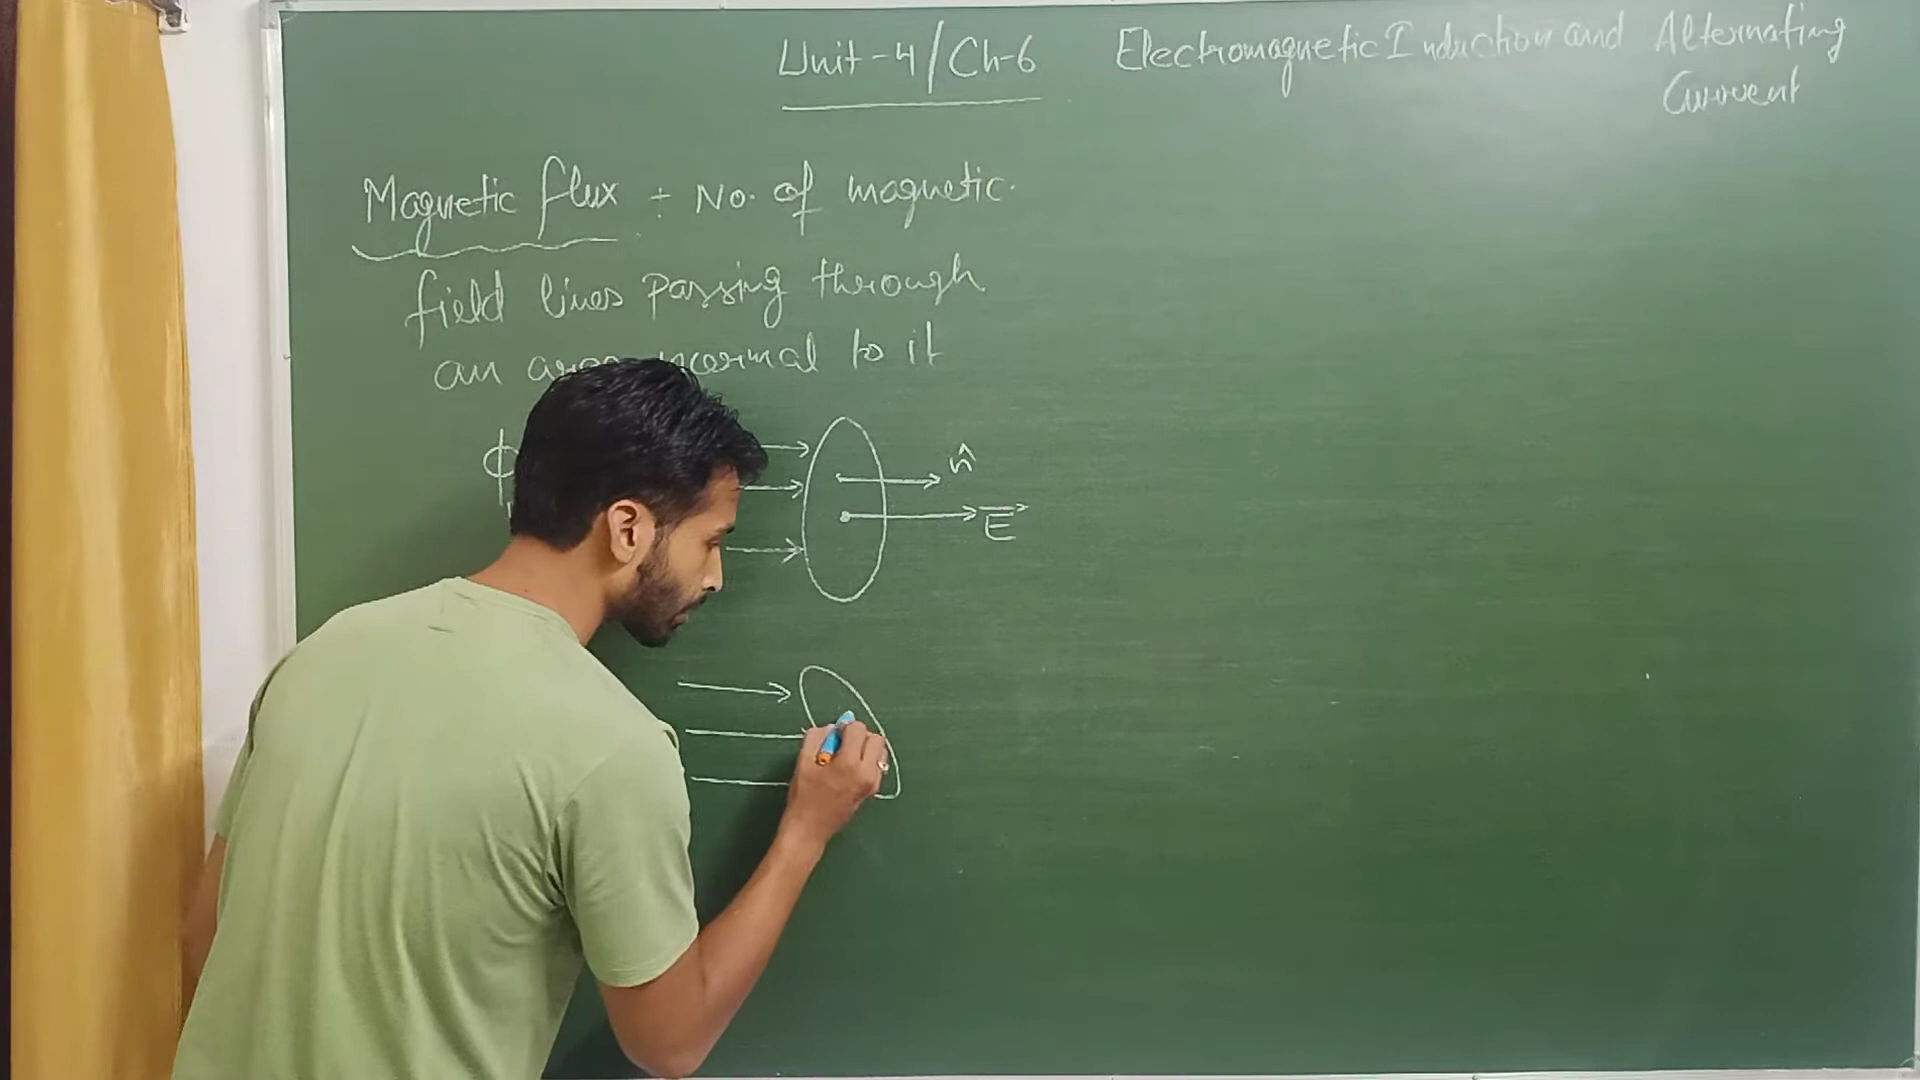 Unit-4/Ch-6 Electromagnetic Induction and Alternating
Current
Magnetic flux ÷ No. of magnetic
field lines passing through
an area normal to it
ϕ
n̂
E⃗